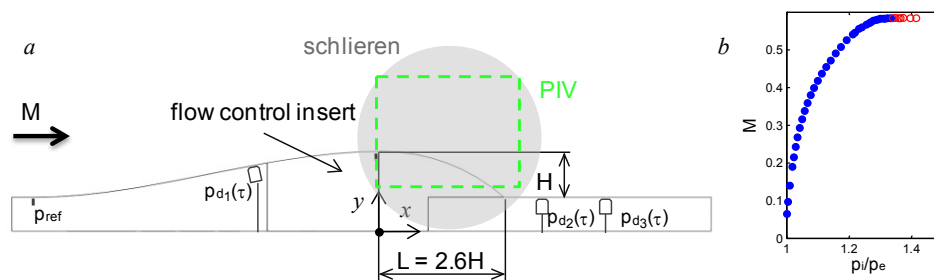 a
schlieren
PIV
M
flow control insert
H
p_ref
p_d1(τ)
y
x
p_d2(τ)
p_d3(τ)
L = 2.6H
b
0.5
0.4
0.3
0.2
0.1
0
M
1
1.2
1.4
p_i/p_e